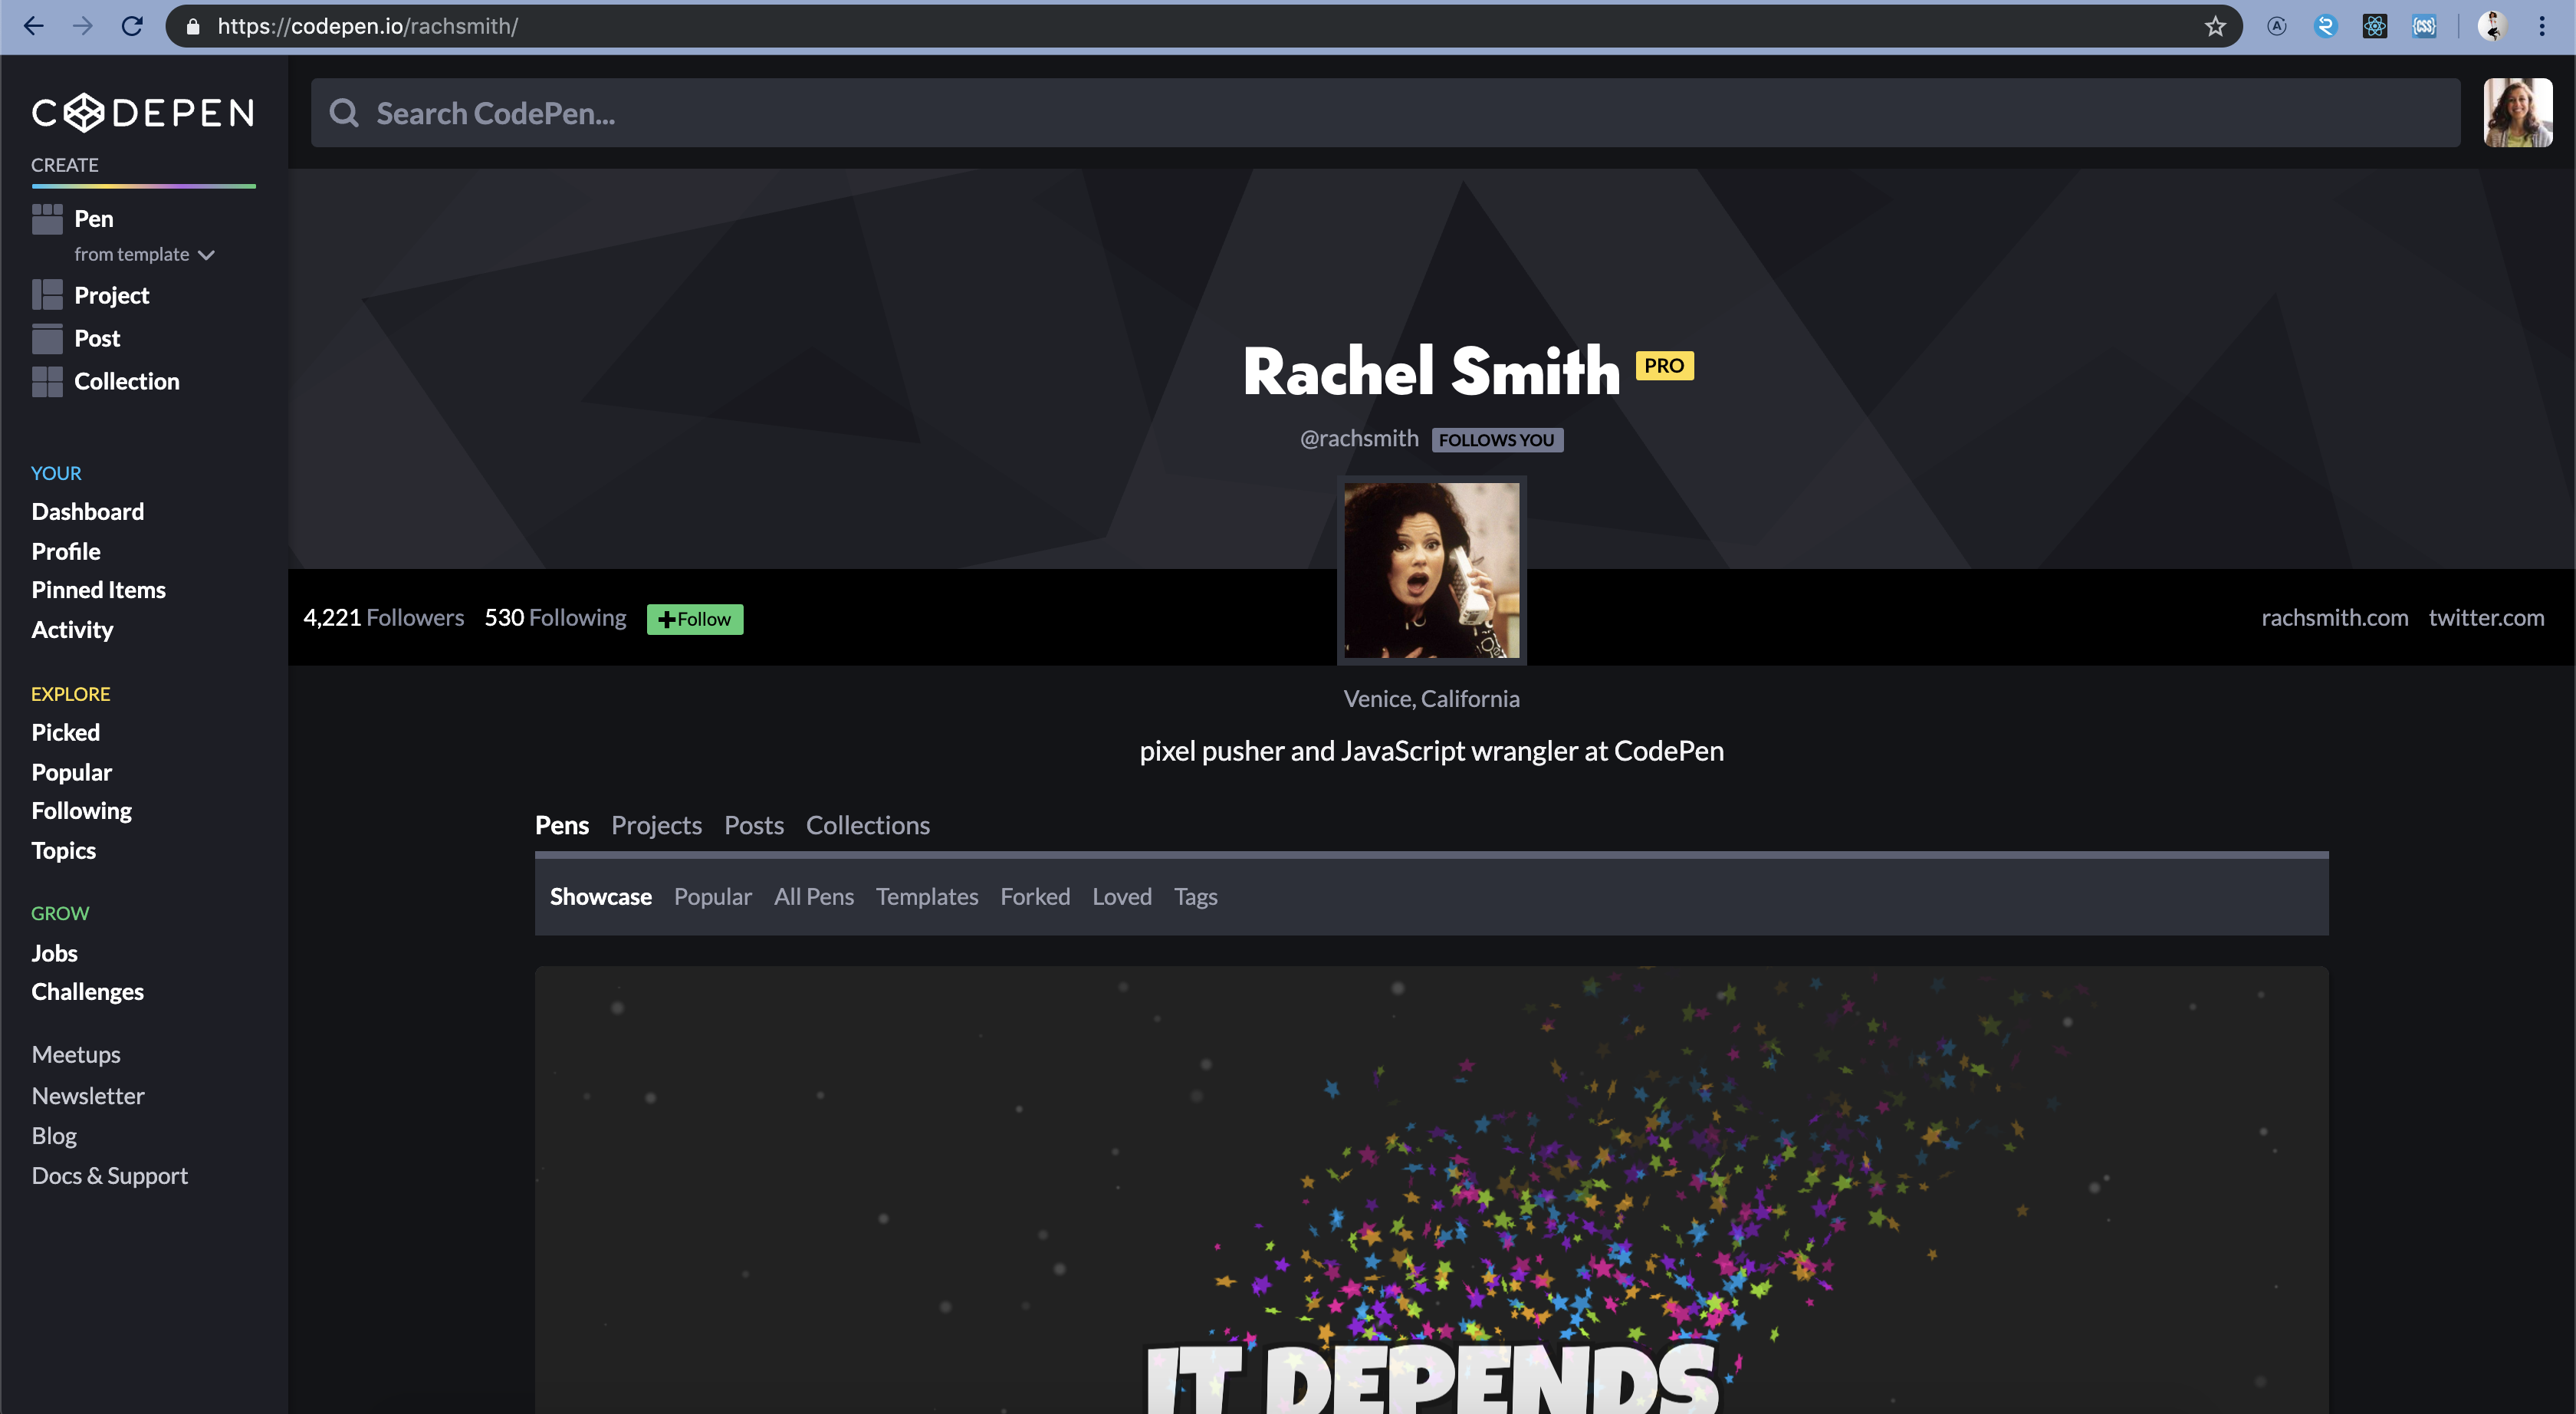 https://codepen.io/rachsmith/
CODEPEN
Search CodePen...
CREATE
Pen
from template
Project
Post
Collection
YOUR
Dashboard
Profile
Pinned Items
Activity
EXPLORE
Picked
Popular
Following
Topics
GROW
Jobs
Challenges
Meetups
Newsletter
Blog
Docs & Support
Rachel Smith PRO
@rachsmith FOLLOWS YOU
4,221 Followers 530 Following +Follow
rachsmith.com twitter.com
Venice, California
pixel pusher and JavaScript wrangler at CodePen
Pens Projects Posts Collections
Showcase Popular All Pens Templates Forked Loved Tags
IT DEPENDS